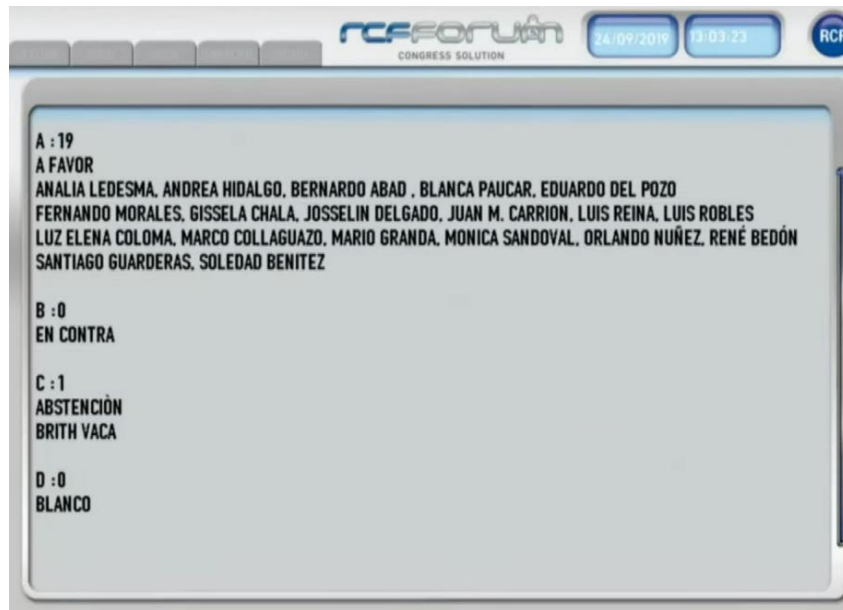 RCF FORUM
CONGRESS SOLUTION
24/09/2019
13:03:23
RCF
A :19
A FAVOR
ANALIA LEDESMA, ANDREA HIDALGO, BERNARDO ABAD , BLANCA PAUCAR, EDUARDO DEL POZO
FERNANDO MORALES, GISSELA CHALA, JOSSELIN DELGADO, JUAN M. CARRION, LUIS REINA, LUIS ROBLES
LUZ ELENA COLOMA, MARCO COLLAGUAZO, MARIO GRANDA, MONICA SANDOVAL, ORLANDO NUÑEZ, RENÉ BEDÓN
SANTIAGO GUARDERAS, SOLEDAD BENITEZ
B :0
EN CONTRA
C :1
ABSTENCIÒN
BRITH VACA
D :0
BLANCO